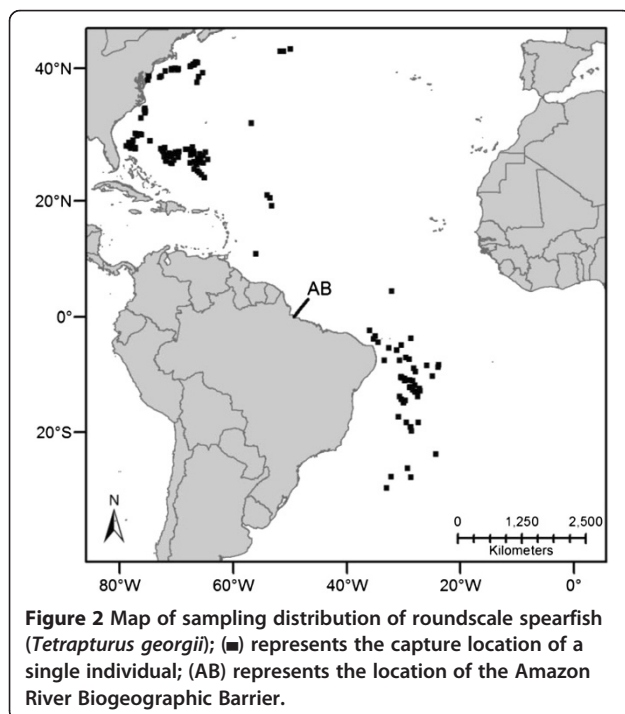 40°N
20°N
0°
20°S
AB
N
0 1,250 2,500
Kilometers
80°W 60°W 40°W 20°W 0°
Figure 2 Map of sampling distribution of roundscale spearfish
(Tetrapturus georgii); (■) represents the capture location of a
single individual; (AB) represents the location of the Amazon
River Biogeographic Barrier.